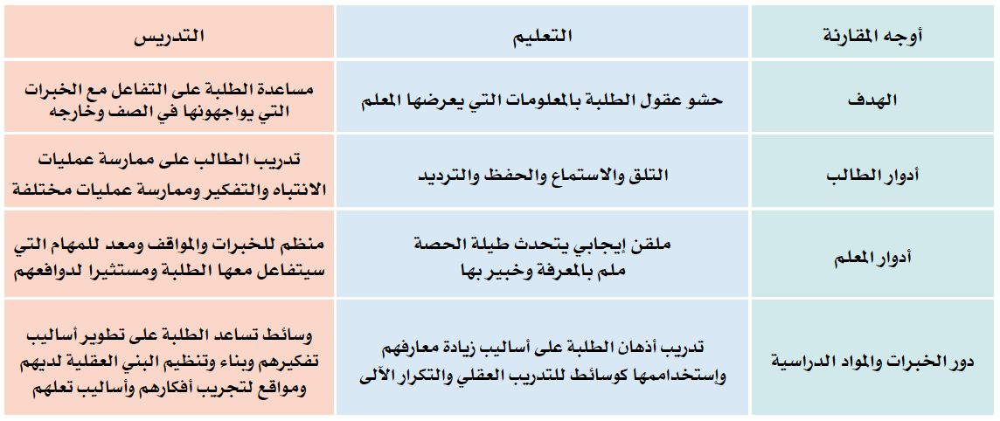 أوجه المقارنة
التعليم
التدريس
الهدف
حشو عقول الطلبة بالمعلومات التي يعرضها المعلم
مساعدة الطلبة على التفاعل مع الخبرات
التي يواجهونها في الصف وخارجه
أدوار الطالب
التلق والاستماع والحفظ والترديد
تدريب الطالب على ممارسة عمليات
الانتباه والتفكير وممارسة عمليات مختلفة
أدوار المعلم
ملقن إيجابي يتحدث طيلة الحصة
ملم بالمعرفة وخبير بها
منظم للخبرات والمواقف ومعد للمهام التي
سيتفاعل معها الطلبة ومستثيرا لدوافعهم
دور الخبرات والمواد الدراسية
تدريب أذهان الطلبة على أساليب زيادة معارفهم
وإستخداممها كوسائط للتدريب العقلي والتكرار الآلى
وسائط تساعد الطلبة على تطوير أساليب
تفكيرهم وبناء وتنظيم البني العقلية لديهم
ومواقع لتجريب أفكارهم وأساليب تعلهم